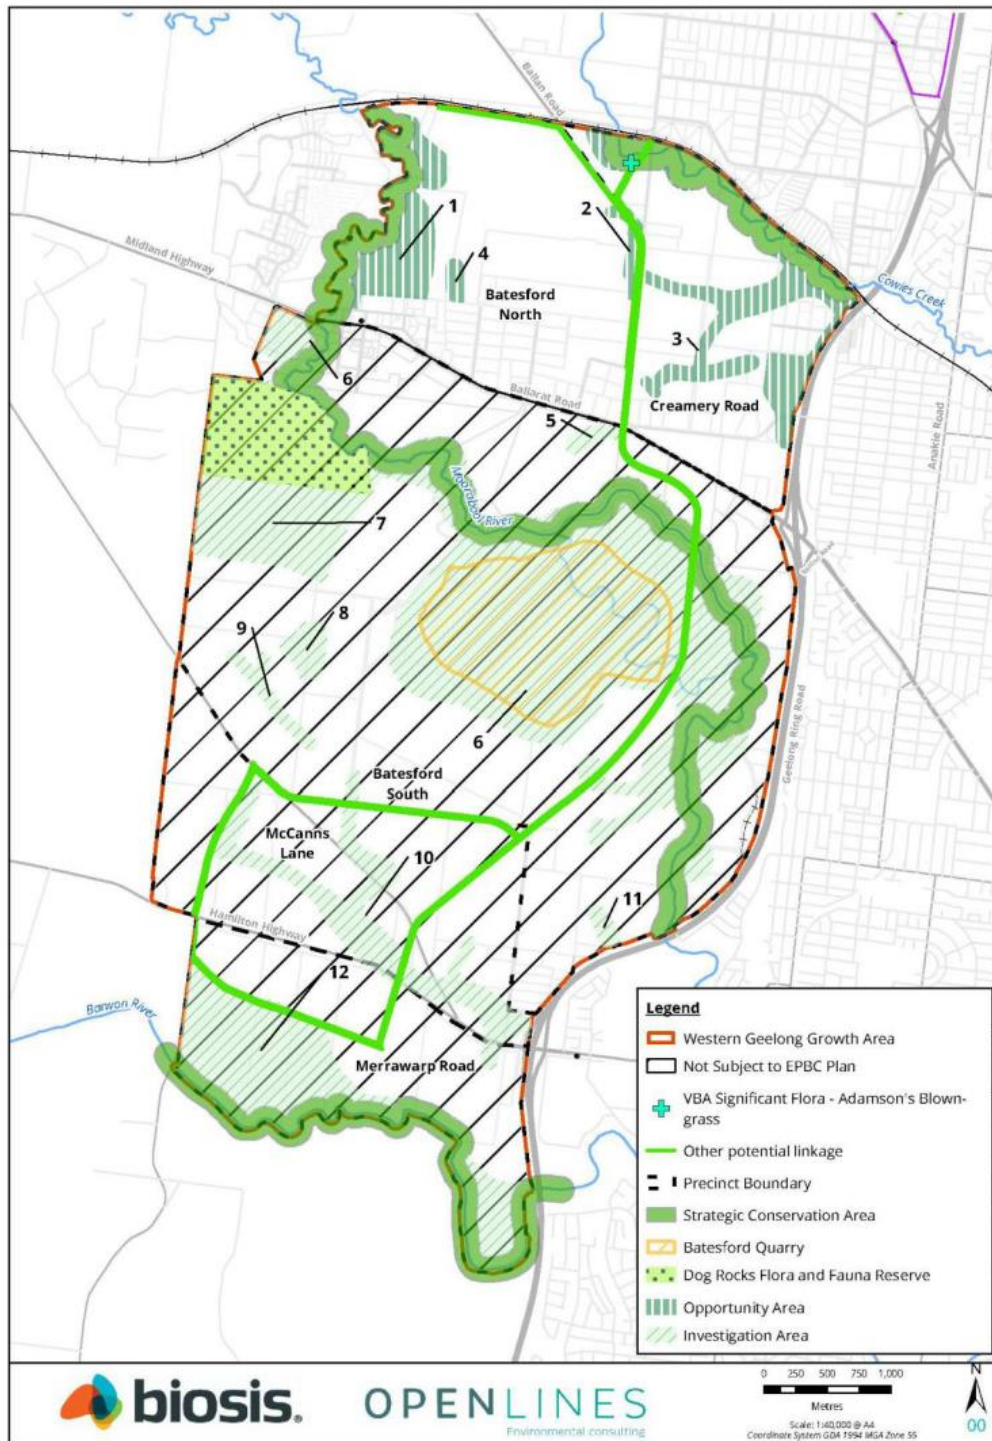 Ballan Road
1
2
4
Midland Highway
Batesford
North
Cowies Creek
3
6
Ballarat Road
Creamery Road
Anakie Road
5
Moorabool River
7
8
9
Geelong Ring Road
6
Batesford
South
McCanns
Lane
10
11
Hamilton Highway
12
Barwon River
Merrawarp Road
Legend
Western Geelong Growth Area
Not Subject to EPBC Plan
VBA Significant Flora - Adamson's Blown-
grass
Other potential linkage
Precinct Boundary
Strategic Conservation Area
Batesford Quarry
Dog Rocks Flora and Fauna Reserve
Opportunity Area
Investigation Area
biosis.
OPENLINES
Environmental consulting
0 250 500 750 1,000
Metres
Scale: 1:40,000 @ A4
Coordinate System GDA 1994 MGA Zone 55
N
00